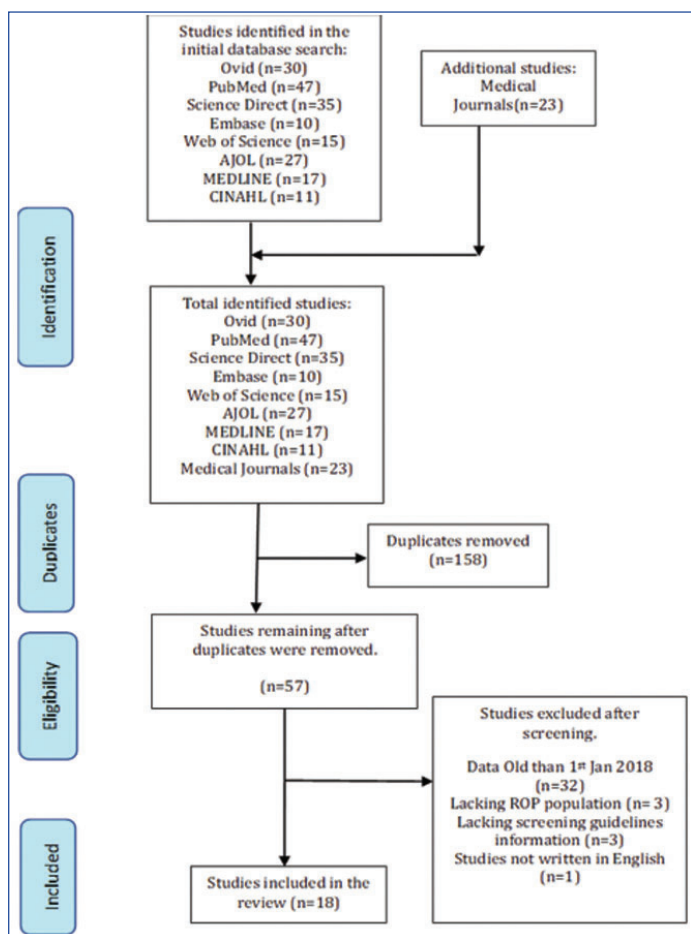 Studies identified in the
initial database search:
Ovid (n=30)
PubMed (n=47)
Science Direct (n=35)
Embase (n=10)
Web of Science (n=15)
AJOL (n=27)
MEDLINE (n=17)
CINAHL (n=11)
Additional studies:
Medical
Journals(n=23)
Identification
Total identified studies:
Ovid (n=30)
PubMed (n=47)
Science Direct (n=35)
Embase (n=10)
Web of Science (n=15)
AJOL (n=27)
MEDLINE (n=17)
CINAHL (n=11)
Medical Journals (n=23)
Duplicates
Duplicates removed
(n=158)
Studies remaining after
duplicates were removed.
(n=57)
Eligibility
Studies excluded after
screening.
Data Old than 1st Jan 2018
(n=32)
Lacking ROP population (n= 3)
Lacking screening guidelines
information (n=3)
Studies not written in English
(n=1)
Included
Studies included in the
review (n=18)